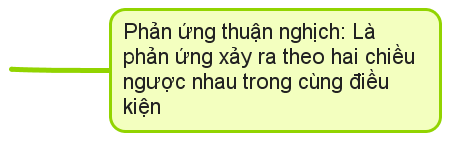 Phản ứng thuận nghịch: Là
phản ứng xảy ra theo hai chiều
ngược nhau trong cùng điều
kiện